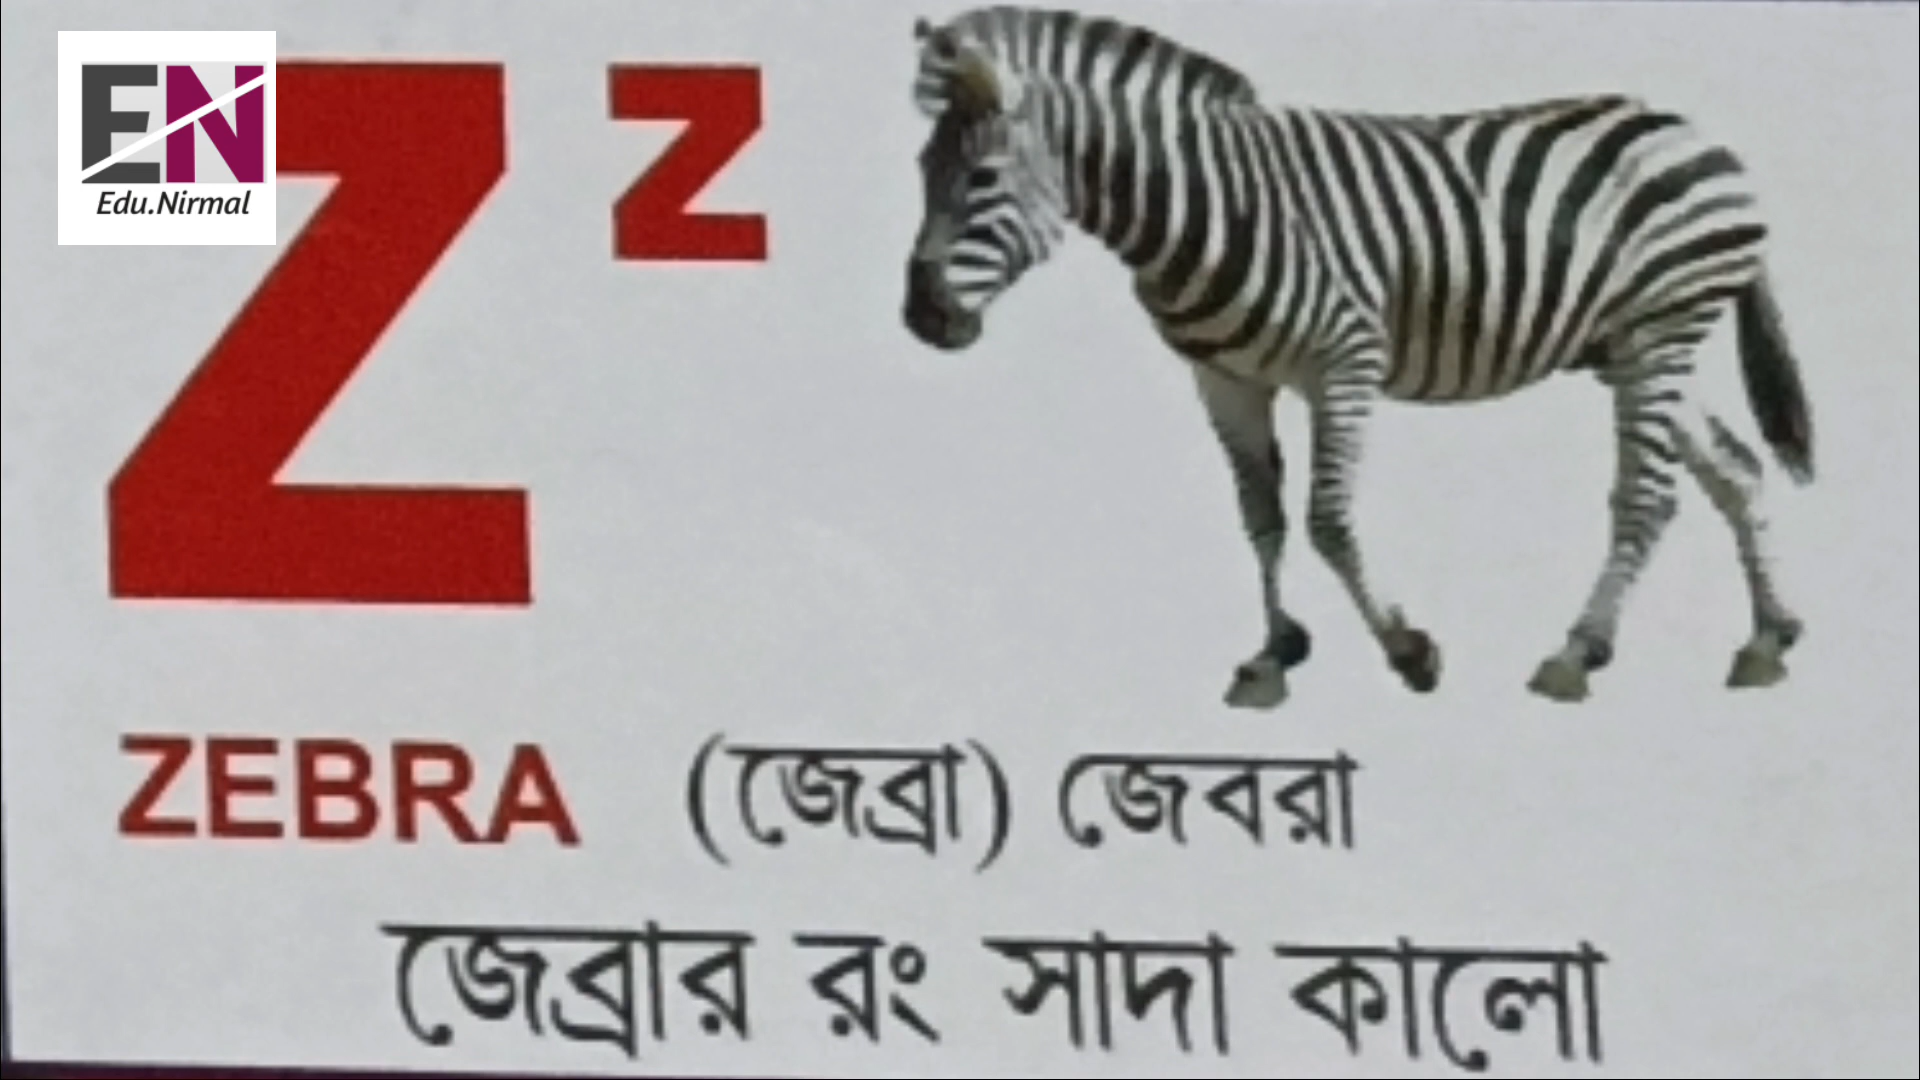 EN
Edu.Nirmal
Z z
ZEBRA (জেব্রা) জেবরা
জেব্রার রং সাদা কালো